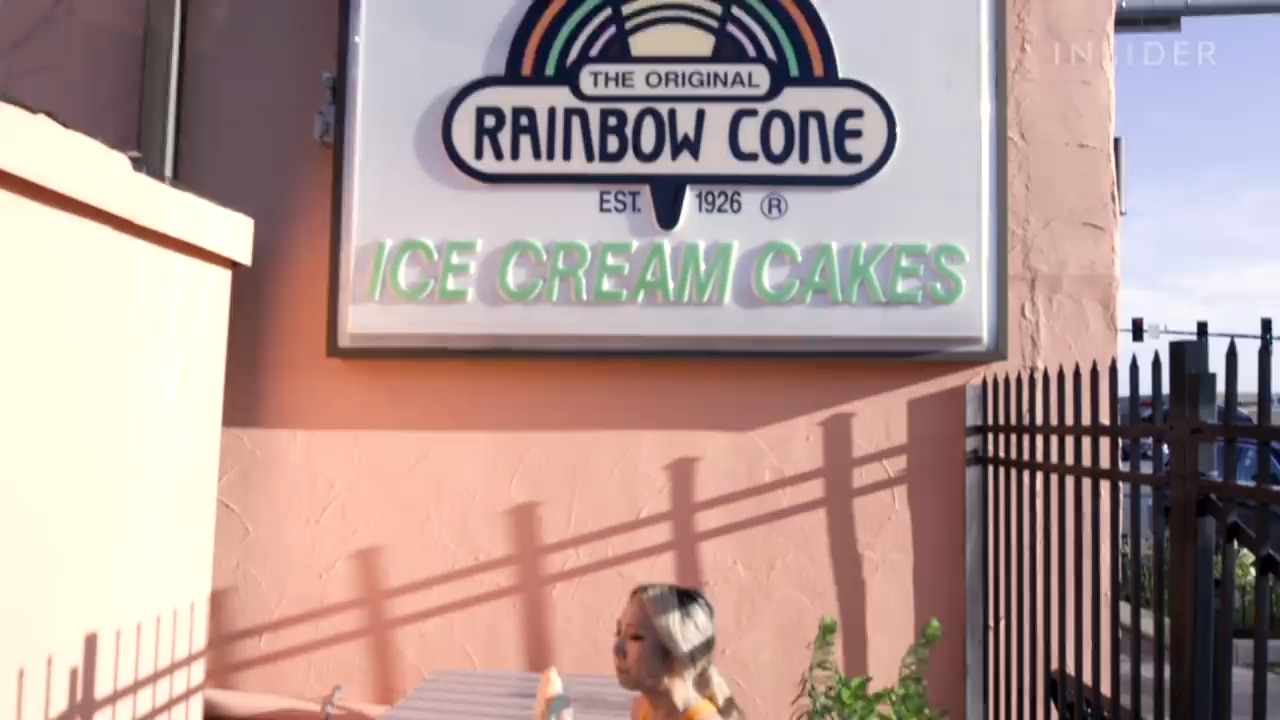 INSIDER
THE ORIGINAL
RAINBOW CONE
EST. 1926 ®
ICE CREAM CAKES